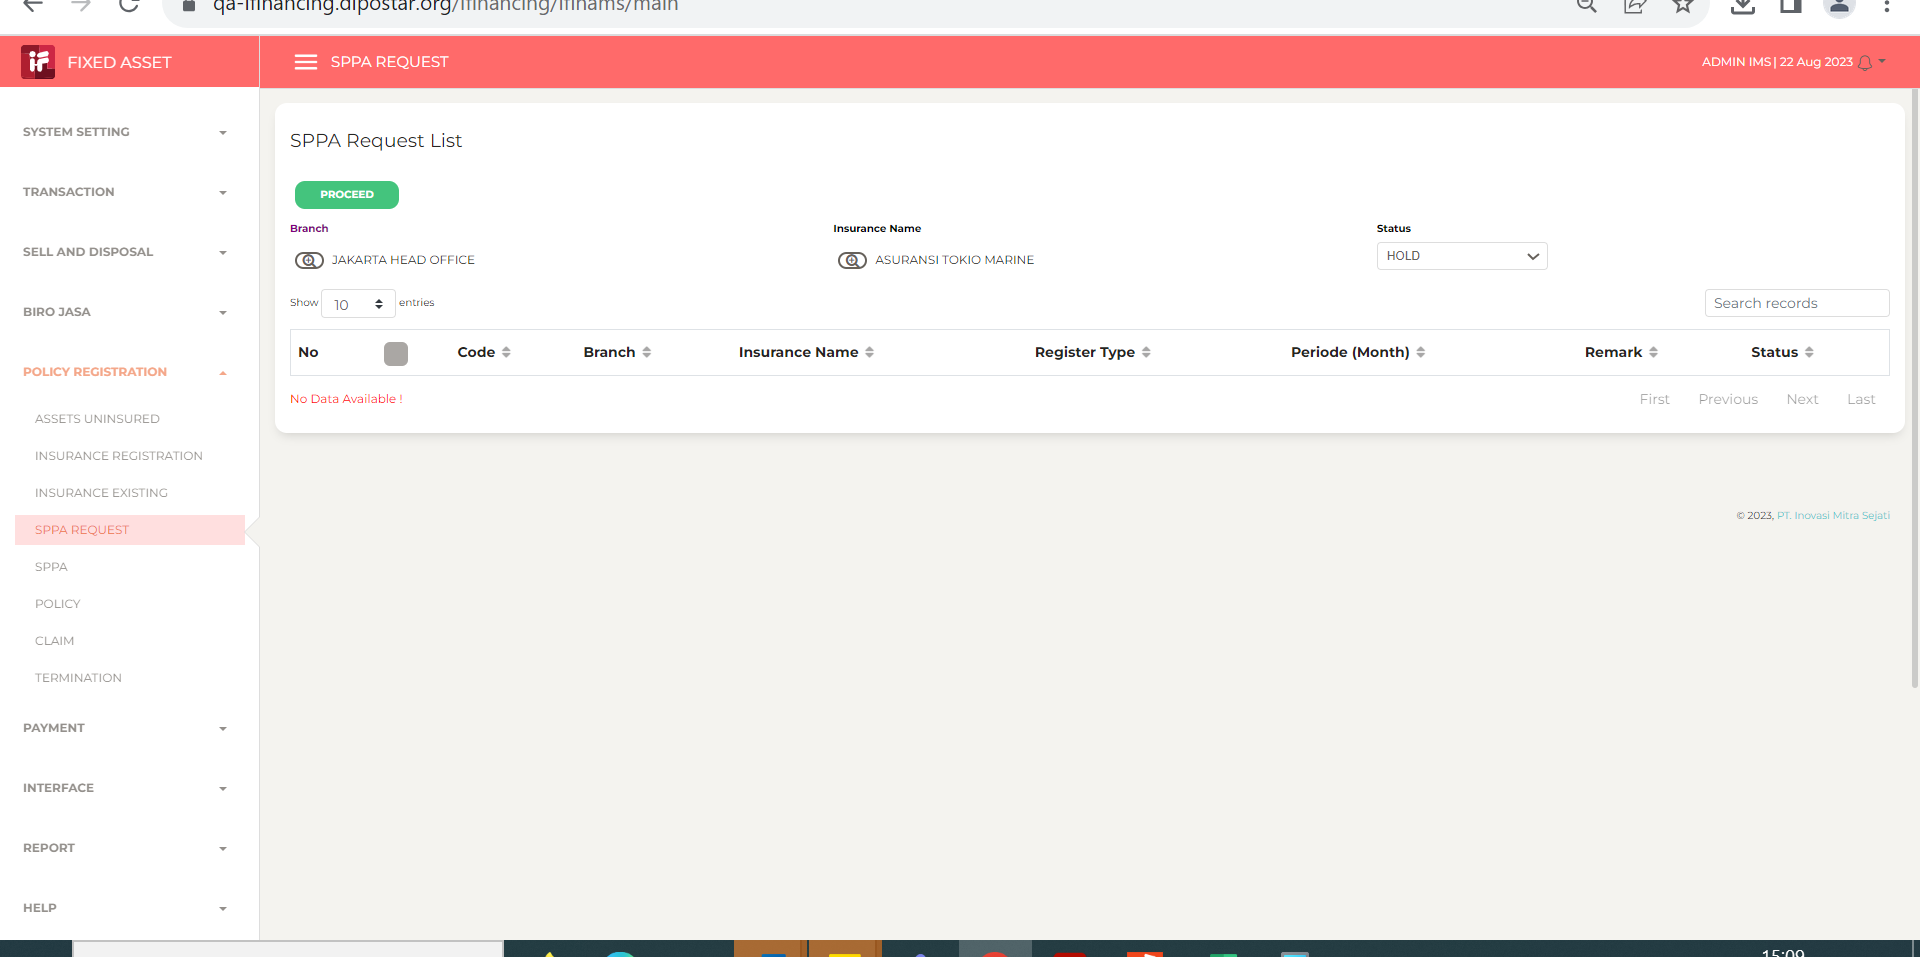 qa-ifinancing.dipostar.org/ifinancing/ifinams/main
iF FIXED ASSET
SPPA REQUEST
ADMIN IMS | 22 Aug 2023
SYSTEM SETTING
TRANSACTION
SELL AND DISPOSAL
BIRO JASA
POLICY REGISTRATION
ASSETS UNINSURED
INSURANCE REGISTRATION
INSURANCE EXISTING
SPPA REQUEST
SPPA
POLICY
CLAIM
TERMINATION
PAYMENT
INTERFACE
REPORT
HELP
SPPA Request List
PROCEED
Branch Insurance Name Status
JAKARTA HEAD OFFICE ASURANSI TOKIO MARINE HOLD
Show 10 entries Search records
No Code Branch Insurance Name Register Type Periode (Month) Remark Status
No Data Available ! First Previous Next Last
© 2023, PT. Inovasi Mitra Sejati
15:09